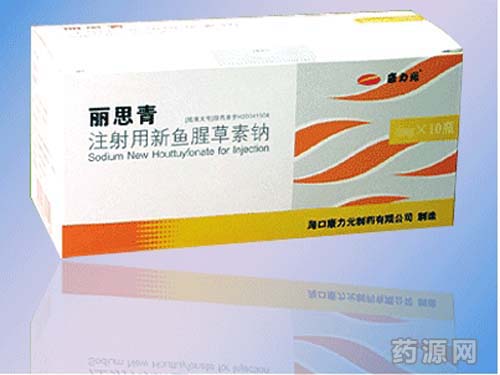 丽思青
注射用新鱼腥草素钠
Sodium New Houttuyfonate for Injection
康力元
×10瓶
海口康力元制药有限公司 制造
药源网